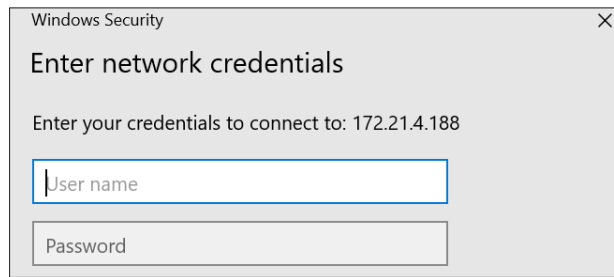 Windows Security
Enter network credentials
Enter your credentials to connect to: 172.21.4.188
User name
Password